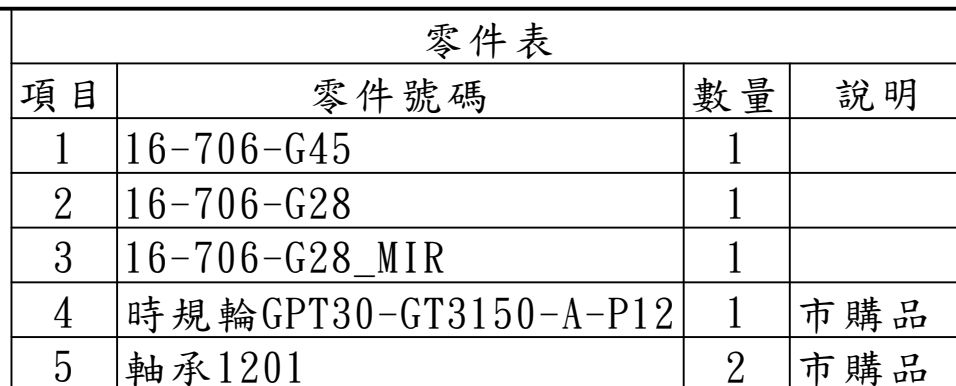 零件表
項目 零件號碼 數量 說明
1 16-706-G45 1
2 16-706-G28 1
3 16-706-G28_MIR 1
4 時規輪GPT30-GT3150-A-P12 1 市購品
5 軸承1201 2 市購品